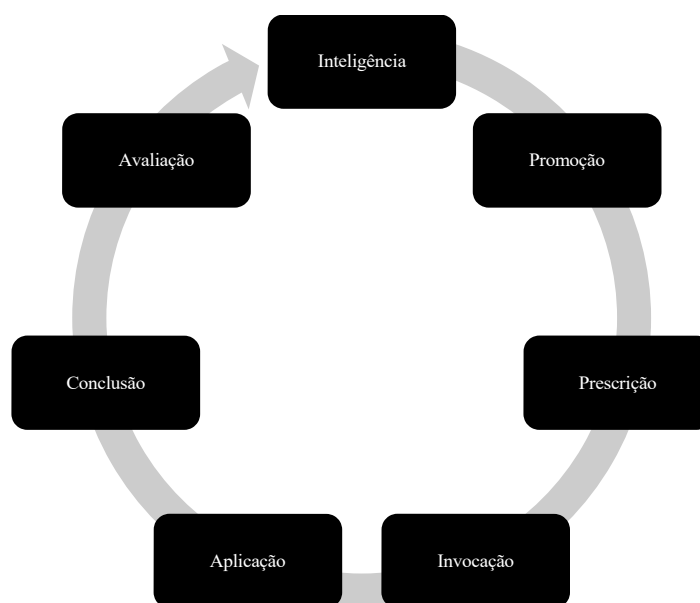 Inteligência
Promoção
Prescrição
Invocação
Aplicação
Conclusão
Avaliação